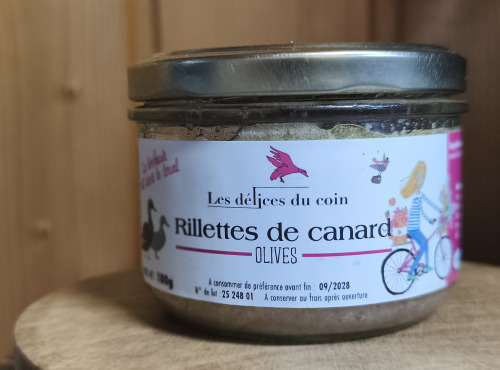 Les délices du coin
Rillettes de canard
OLIVES
A consommer de préférence avant fin : 09/2028
N° de lot : 25 248 01 A conserver au frais après ouverture
180g